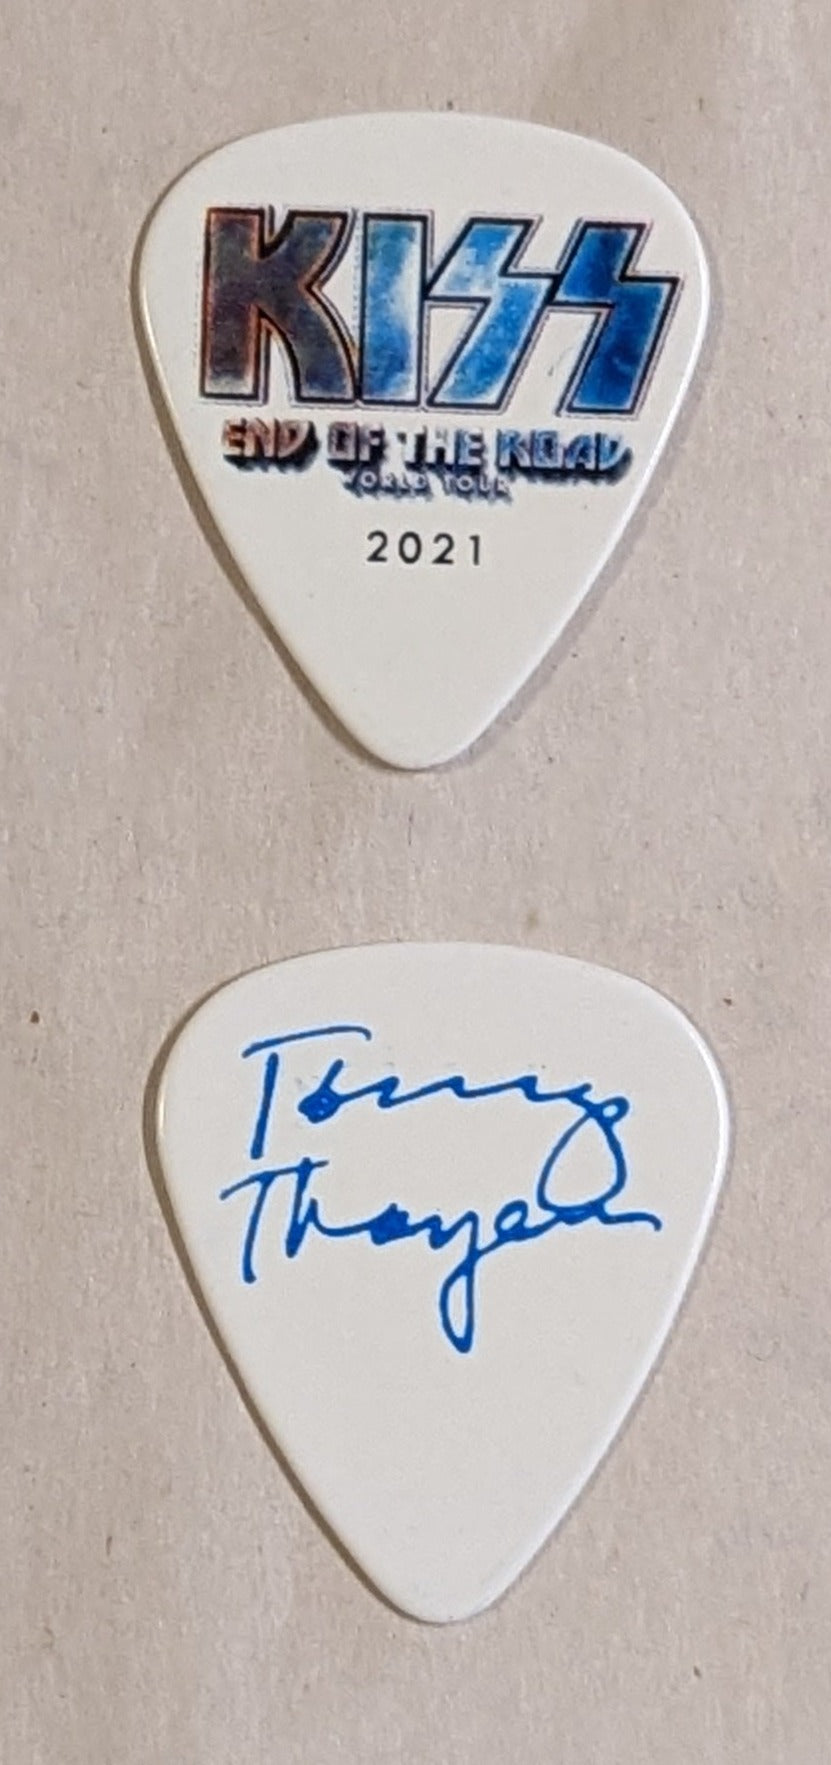 KISS
END OF THE ROAD
WORLD TOUR
2021
Tommy
Thayer